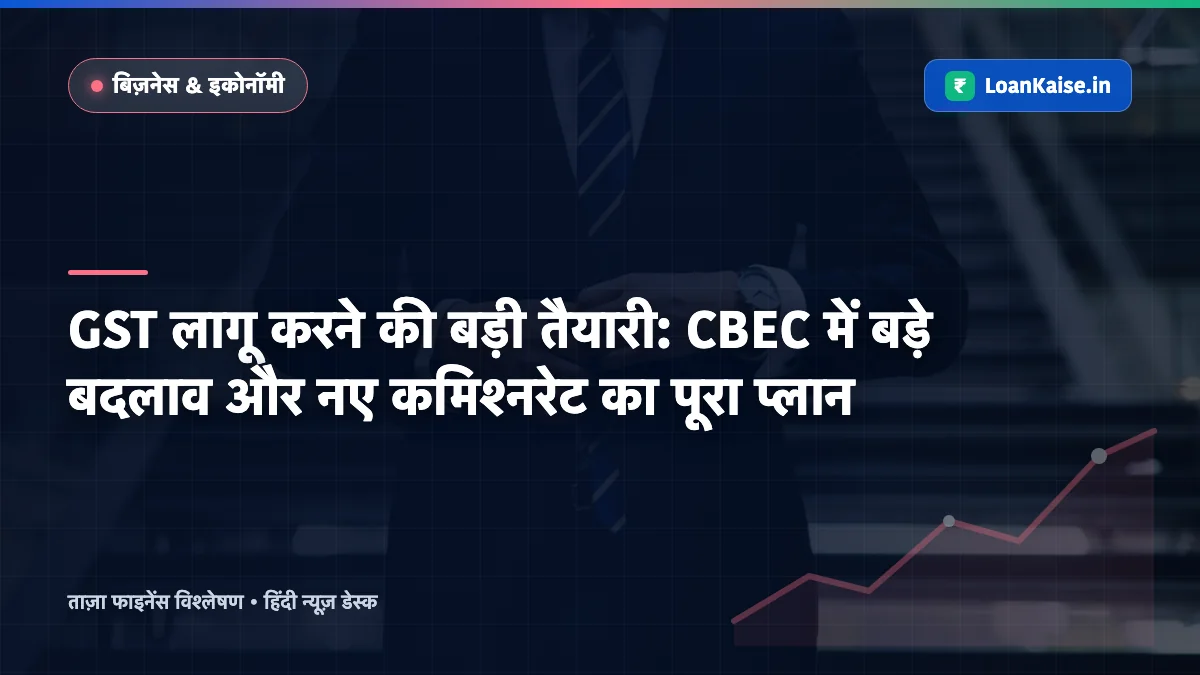 बिज़नेस & इकोनॉमी
₹ LoanKaise.in
GST लागू करने की बड़ी तैयारी: CBEC में बड़े
बदलाव और नए कमिश्नरेट का पूरा प्लान
ताज़ा फाइनेंस विश्लेषण • हिंदी न्यूज़ डेस्क